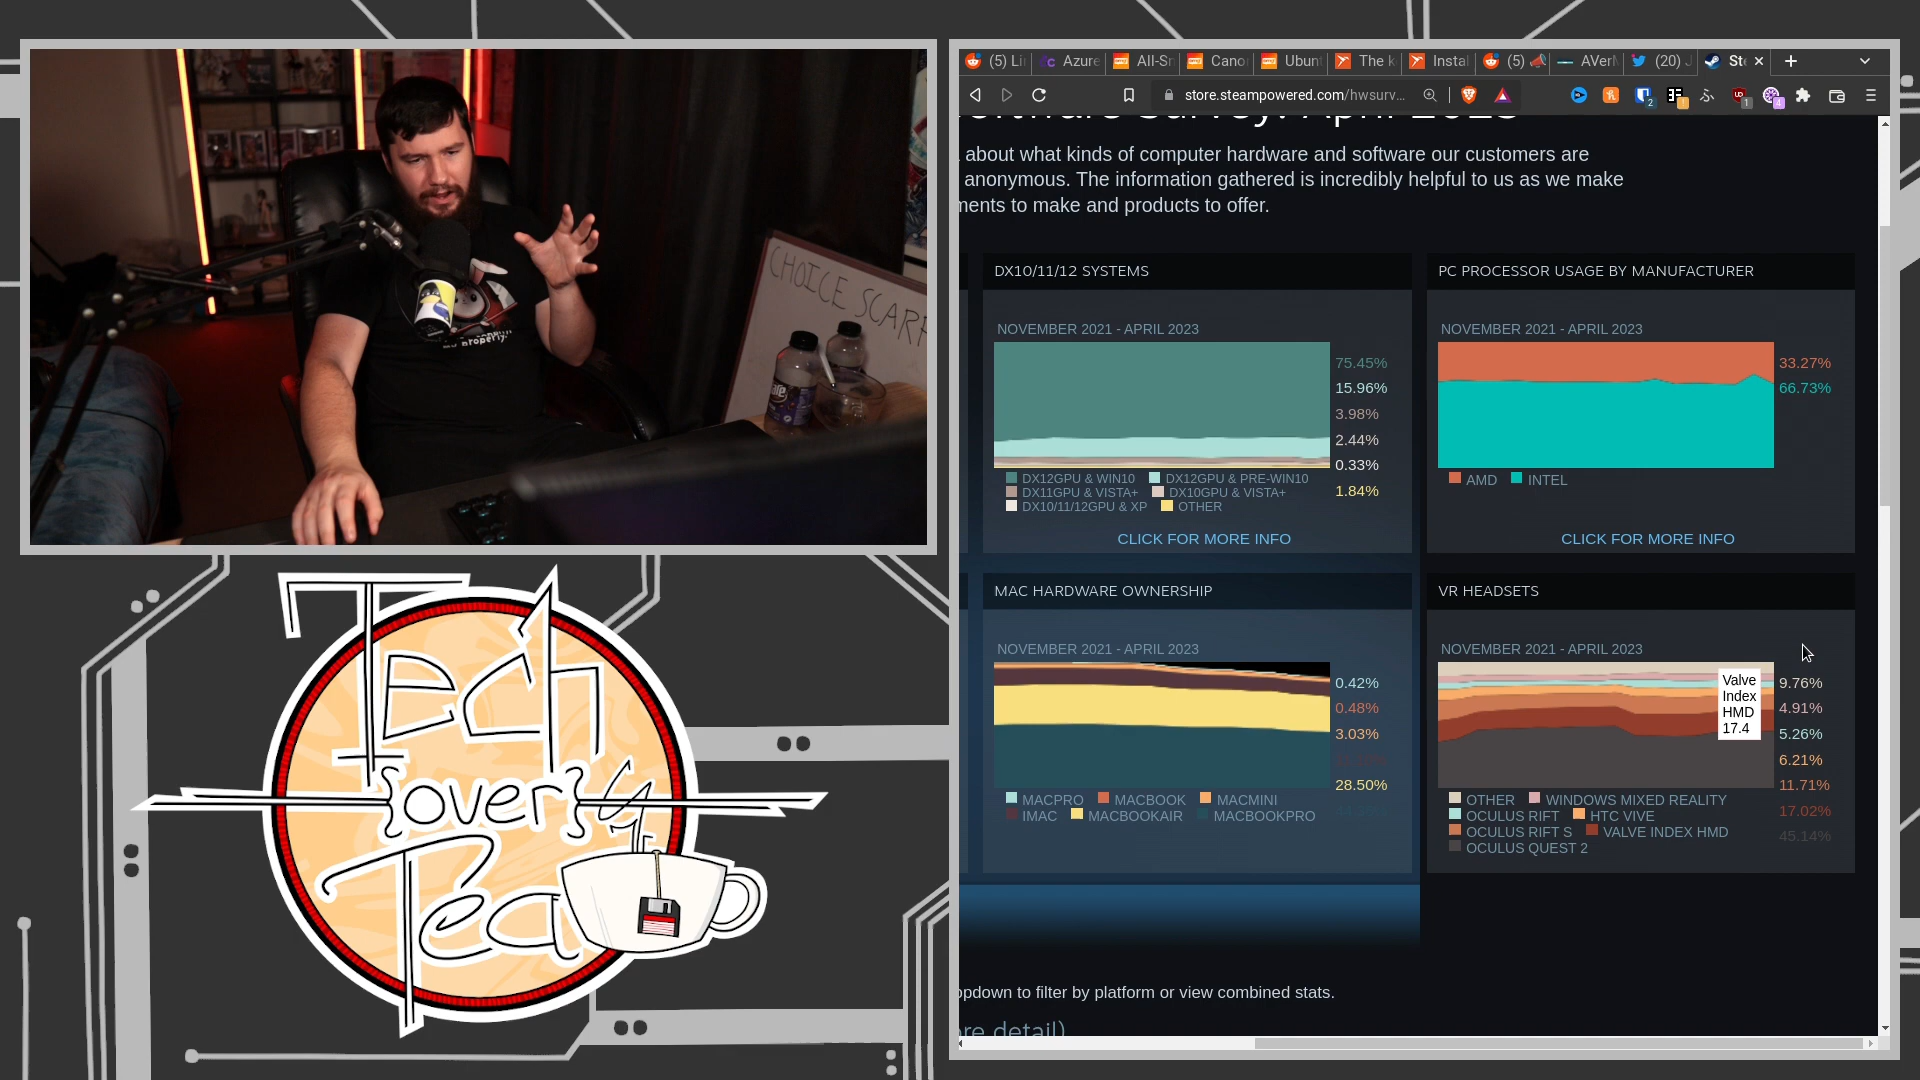 (5) Li
Azure
All-Sn
Cano
Ubun
The k
Instal
(5)
AVerM
(20) J
St
store.steampowered.com/hwsurv...
about what kinds of computer hardware and software our customers are
anonymous. The information gathered is incredibly helpful to us as we make
ments to make and products to offer.
DX10/11/12 SYSTEMS
NOVEMBER 2021 - APRIL 2023
75.45%
15.96%
3.98%
2.44%
0.33%
1.84%
DX12GPU & WIN10 DX12GPU & PRE-WIN10
DX11GPU & VISTA+ DX10GPU & VISTA+
DX10/11/12GPU & XP OTHER
CLICK FOR MORE INFO
PC PROCESSOR USAGE BY MANUFACTURER
NOVEMBER 2021 - APRIL 2023
33.27%
66.73%
AMD INTEL
CLICK FOR MORE INFO
MAC HARDWARE OWNERSHIP
NOVEMBER 2021 - APRIL 2023
0.42%
0.48%
3.03%
28.50%
MACPRO MACBOOK MACMINI
IMAC MACBOOKAIR MACBOOKPRO
VR HEADSETS
NOVEMBER 2021 - APRIL 2023
Valve
Index
HMD
17.4
9.76%
4.91%
5.26%
6.21%
11.71%
17.02%
45.14%
OTHER WINDOWS MIXED REALITY
OCULUS RIFT HTC VIVE
OCULUS RIFT S VALVE INDEX HMD
OCULUS QUEST 2
opdown to filter by platform or view combined stats.
ore detail)
CHOICE SCARF
Property.
Tech
{over}
Tea